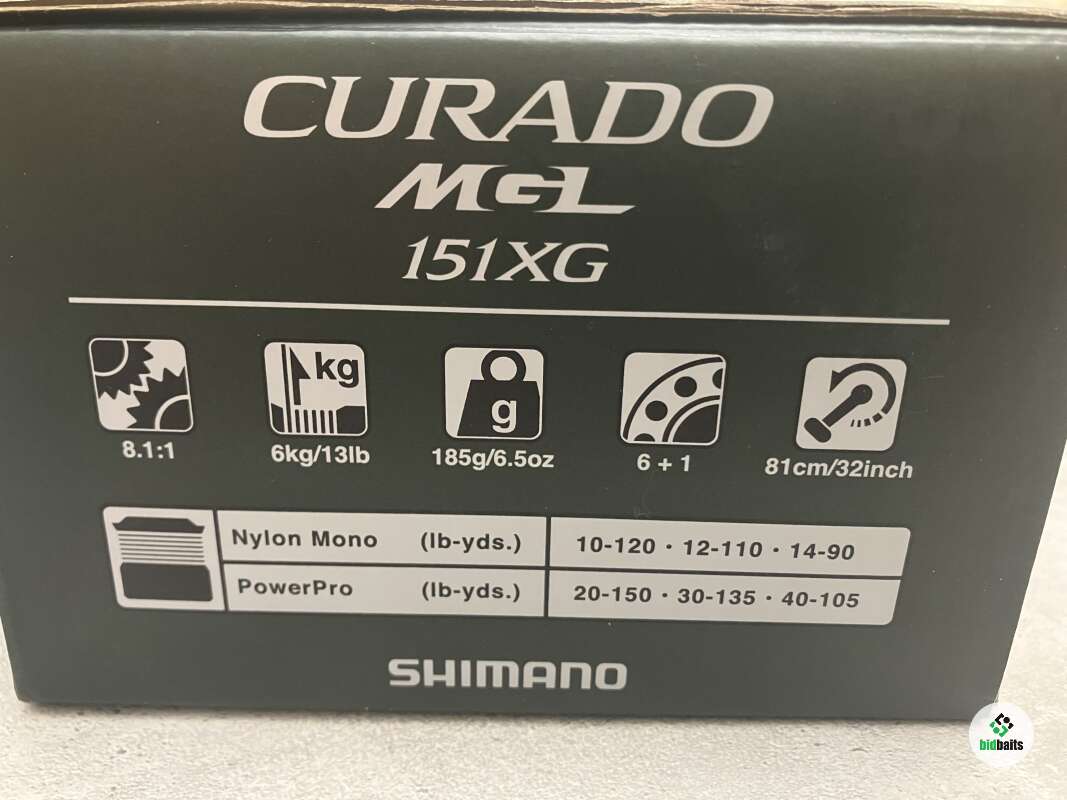 CURADO
MGL
151XG
kg
g
8.1:1
6kg/13lb
185g/6.5oz
6 + 1
81cm/32inch
Nylon Mono (lb-yds.) 10-120 · 12-110 · 14-90
PowerPro (lb-yds.) 20-150 · 30-135 · 40-105
SHIMANO
bidbaits